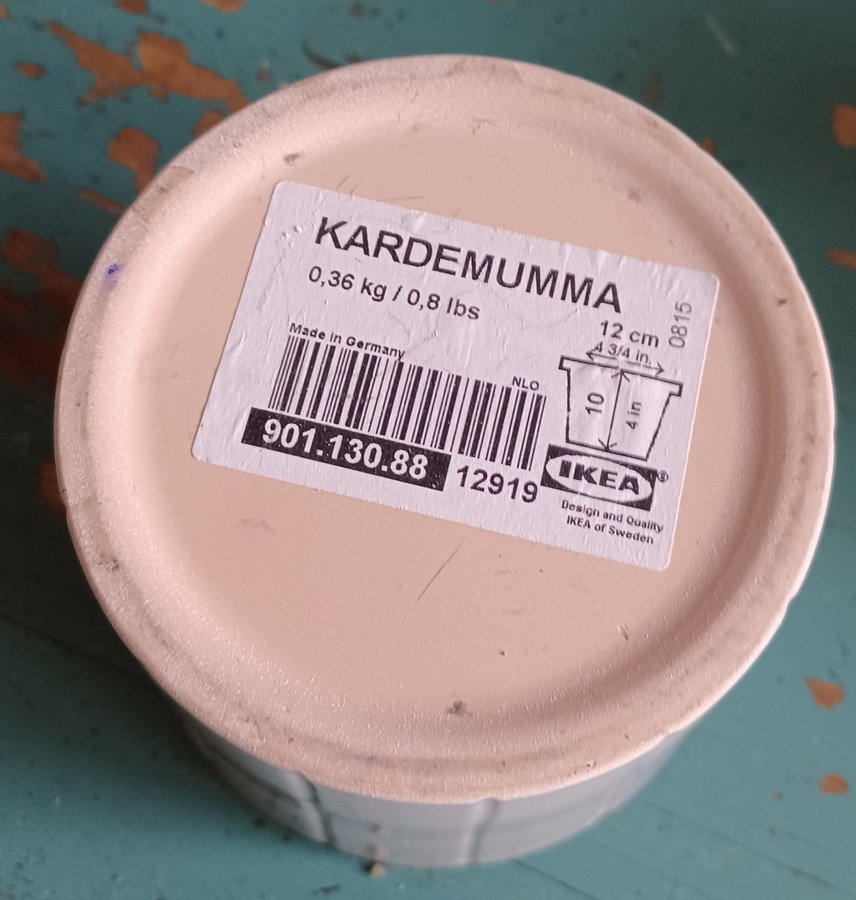 KARDEMUMMA
0,36 kg / 0,8 lbs
0815
12 cm
4 3/4 in.
10
4 in
Made in Germany
NLO
901.130.88
12919
IKEA®
Design and Quality
IKEA of Sweden